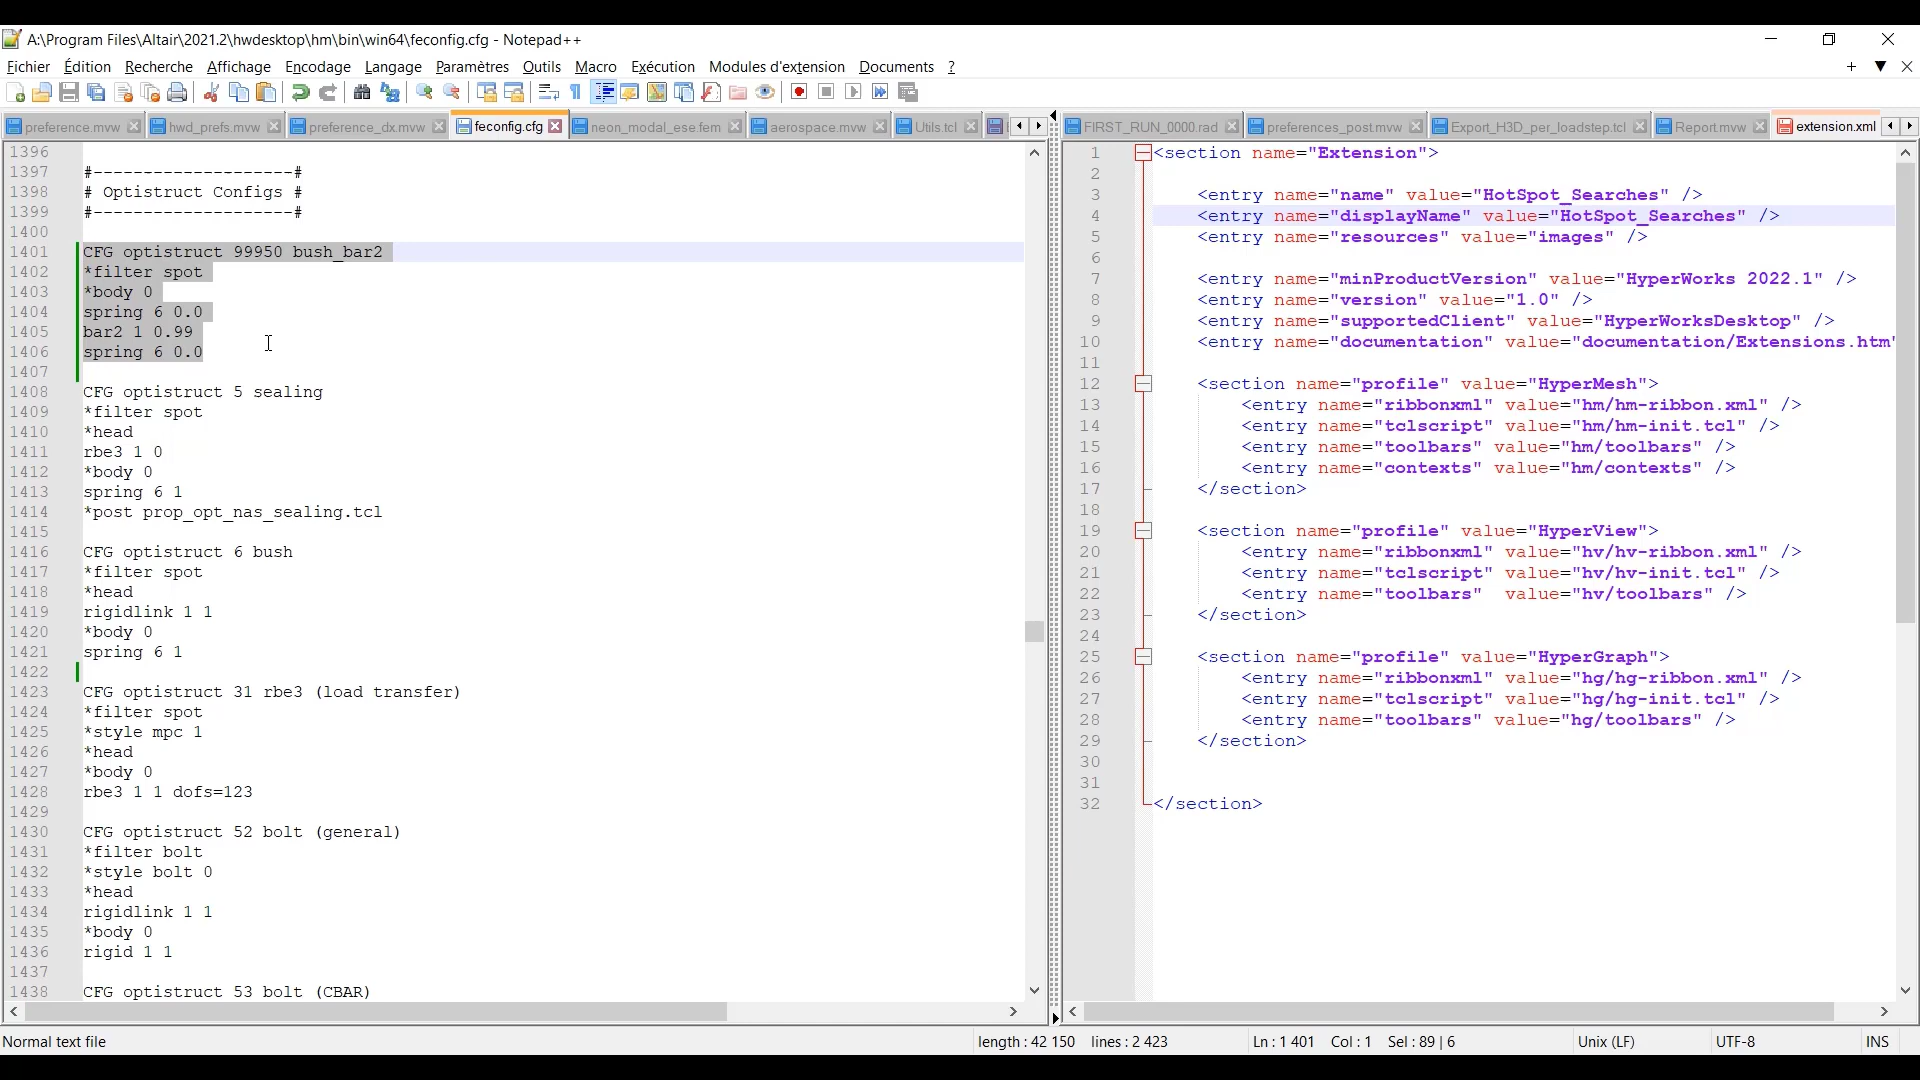 A:\Program Files\Altair\2021.2\hwdesktop\hm\bin\win64\feconfig.cfg - Notepad++
Fichier Édition Recherche Affichage Encodage Langage Paramètres Outils Macro Exécution Modules d'extension Documents ?
preference.mvw hwd_prefs.mvw preference_dx.mvw feconfig.cfg neon_modal_ese.fem aerospace.mvw Utils.tcl
1396
1397 #--------------------#
1398 # Optistruct Configs #
1399 #--------------------#
1400
1401 CFG optistruct 99950 bush_bar2
1402 *filter spot
1403 *body 0
1404 spring 6 0.0
1405 bar2 1 0.99
1406 spring 6 0.0
1407
1408 CFG optistruct 5 sealing
1409 *filter spot
1410 *head
1411 rbe3 1 0
1412 *body 0
1413 spring 6 1
1414 *post prop_opt_nas_sealing.tcl
1415
1416 CFG optistruct 6 bush
1417 *filter spot
1418 *head
1419 rigidlink 1 1
1420 *body 0
1421 spring 6 1
1422
1423 CFG optistruct 31 rbe3 (load transfer)
1424 *filter spot
1425 *style mpc 1
1426 *head
1427 *body 0
1428 rbe3 1 1 dofs=123
1429
1430 CFG optistruct 52 bolt (general)
1431 *filter bolt
1432 *style bolt 0
1433 *head
1434 rigidlink 1 1
1435 *body 0
1436 rigid 1 1
1437
1438 CFG optistruct 53 bolt (CBAR)
FIRST_RUN_0000.rad preferences_post.mvw Export_H3D_per_loadstep.tcl Report.mvw extension.xml
1 <section name="Extension">
2
3 <entry name="name" value="HotSpot_Searches" />
4 <entry name="displayName" value="HotSpot_Searches" />
5 <entry name="resources" value="images" />
6
7 <entry name="minProductVersion" value="HyperWorks 2022.1" />
8 <entry name="version" value="1.0" />
9 <entry name="supportedClient" value="HyperWorksDesktop" />
10 <entry name="documentation" value="documentation/Extensions.htm
11
12 <section name="profile" value="HyperMesh">
13 <entry name="ribbonxml" value="hm/hm-ribbon.xml" />
14 <entry name="tclscript" value="hm/hm-init.tcl" />
15 <entry name="toolbars" value="hm/toolbars" />
16 <entry name="contexts" value="hm/contexts" />
17 </section>
18
19 <section name="profile" value="HyperView">
20 <entry name="ribbonxml" value="hv/hv-ribbon.xml" />
21 <entry name="tclscript" value="hv/hv-init.tcl" />
22 <entry name="toolbars" value="hv/toolbars" />
23 </section>
24
25 <section name="profile" value="HyperGraph">
26 <entry name="ribbonxml" value="hg/hg-ribbon.xml" />
27 <entry name="tclscript" value="hg/hg-init.tcl" />
28 <entry name="toolbars" value="hg/toolbars" />
29 </section>
30
31
32 </section>
Normal text file length : 42 150 lines : 2 423 Ln : 1 401 Col : 1 Sel : 89 | 6 Unix (LF) UTF-8 INS